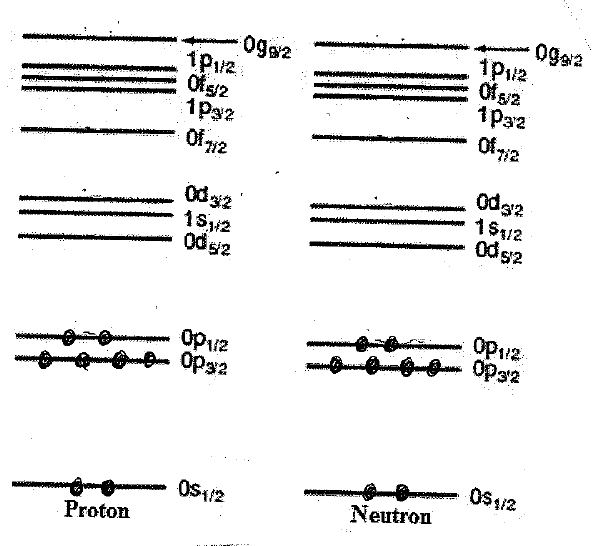 0g9/2
1p1/2
0f5/2
1p3/2
0f7/2
0d3/2
1s1/2
0d5/2
0p1/2
0p3/2
0s1/2
Proton
0g9/2
1p1/2
0f5/2
1p3/2
0f7/2
0d3/2
1s1/2
0d5/2
0p1/2
0p3/2
0s1/2
Neutron